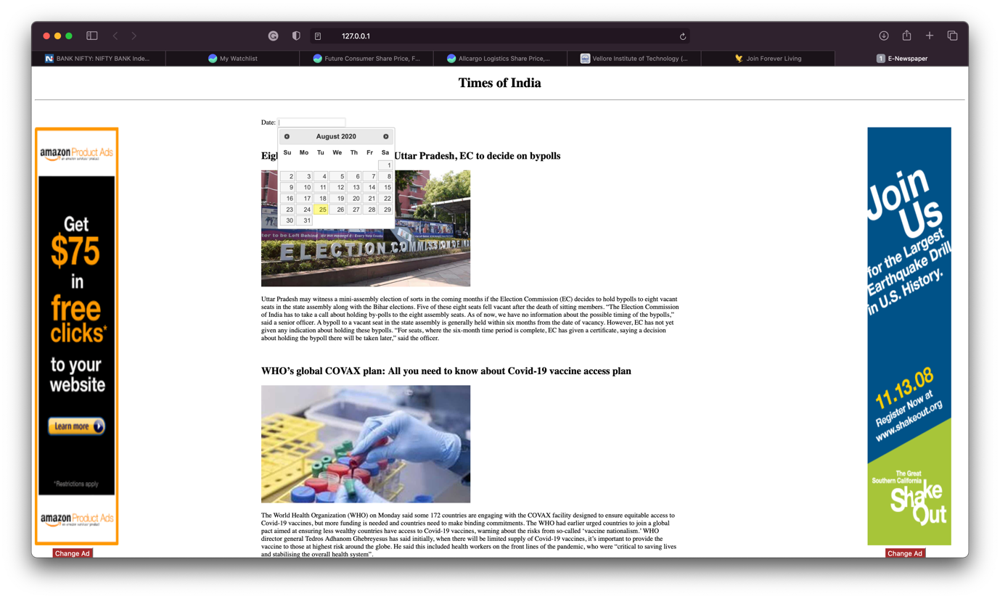 127.0.0.1
BANK NIFTY: NIFTY BANK Inde...
My Watchlist
Future Consumer Share Price, F...
Allcargo Logistics Share Price,...
Vellore Institute of Technology (...
Join Forever Living
1 E-Newspaper
Times of India
Date:
August 2020
Su Mo Tu We Th Fr Sa
1
2 3 4 5 6 7 8
9 10 11 12 13 14 15
16 17 18 19 20 21 22
23 24 25 26 27 28 29
30 31
Uttar Pradesh, EC to decide on bypolls
ter to be Left Behind
Every Vote Counts
ELECTION COMMISSION OF IND
Uttar Pradesh may witness a mini-assembly election of sorts in the coming months if the Election Commission (EC) decides to hold bypolls to eight vacant
seats in the state assembly along with the Bihar elections. Five of these eight seats fell vacant after the death of sitting members. “The Election Commission
of India has to take a call about holding by-polls to the eight assembly seats. As of now, we have no information about the possible timing of the bypolls,”
said a senior officer. A bypoll to a vacant seat in the state assembly is generally held within six months from the date of vacancy. However, EC has not yet
given any indication about holding these bypolls. “For seats, where the six-month time period is complete, EC has given a certificate, saying a decision
about holding the bypoll there will be taken later,” said the officer.
WHO’s global COVAX plan: All you need to know about Covid-19 vaccine access plan
The World Health Organization (WHO) on Monday said some 172 countries are engaging with the COVAX facility designed to ensure equitable access to
Covid-19 vaccines, but more funding is needed and countries need to make binding commitments. The WHO had earlier urged countries to join a global
pact aimed at ensuring less wealthy countries have access to Covid-19 vaccines, warning about the risks from so-called ‘vaccine nationalism.’ WHO
director general Tedros Adhanom Ghebreyesus has said initially, when there will be limited supply of Covid-19 vaccines, it’s important to provide the
vaccine to those at highest risk around the globe. He said this included health workers on the front lines of the pandemic, who were “critical to saving lives
and stabilising the overall health system”.
amazon Product Ads
Get
$75
in
free
clicks*
to your
website
Learn more
*Restrictions apply
amazon Product Ads
Change Ad
Join
Us
for the Largest
Earthquake Drill
in U.S. History.
11.13.08
Register Now at
www.shakeout.org
The Great
Southern California
Shake
Out
Change Ad